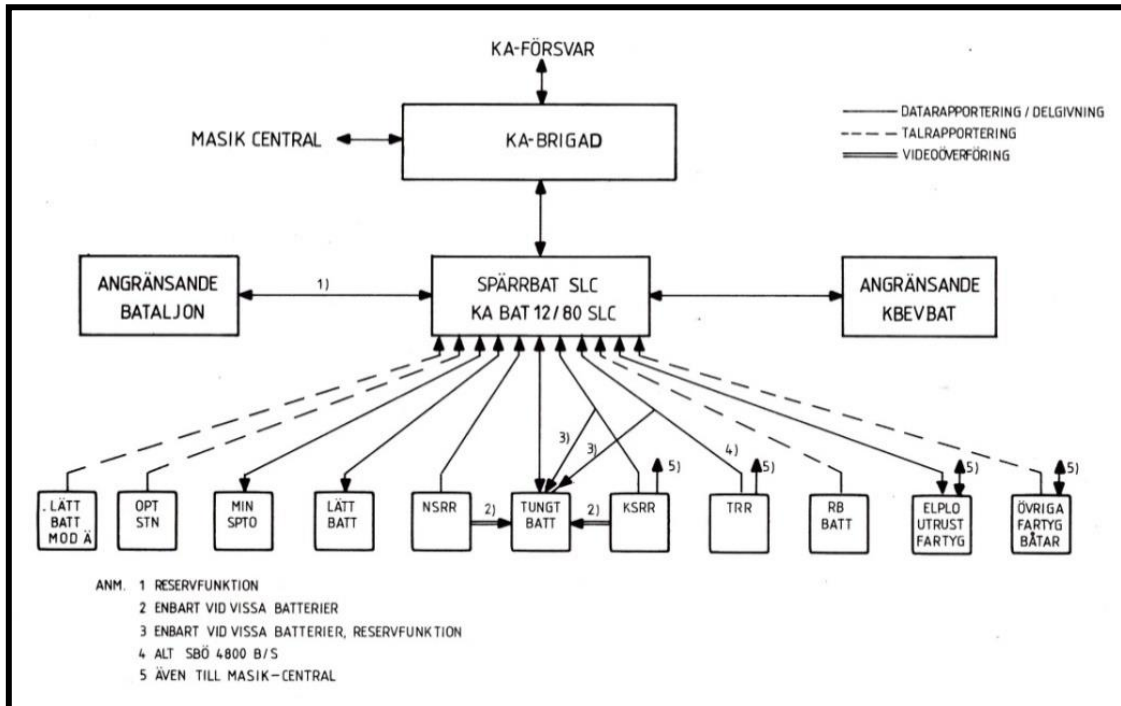 KA-FÖRSVAR
KA-BRIGAD
MASIK CENTRAL
DATARAPPORTERING / DELGIVNING
TALRAPPORTERING
VIDEOÖVERFÖRING
ANGRÄNSANDE
BATALJON
1)
SPÄRRBAT SLC
KA BAT 12/80 SLC
ANGRÄNSANDE
KBEVBAT
3)
3)
4)
5)
5)
5)
5)
LÄTT
BATT
MOD Ä
OPT
STN
MIN
SPTO
LÄTT
BATT
NSRR
2)
TUNGT
BATT
2)
KSRR
TRR
RB
BATT
ELPLO
UTRUST
FARTYG
ÖVRIGA
FARTYG
BÅTAR
ANM. 1 RESERVFUNKTION
2 ENBART VID VISSA BATTERIER
3 ENBART VID VISSA BATTERIER, RESERVFUNKTION
4 ALT SBÖ 4800 B/S
5 ÄVEN TILL MASIK-CENTRAL